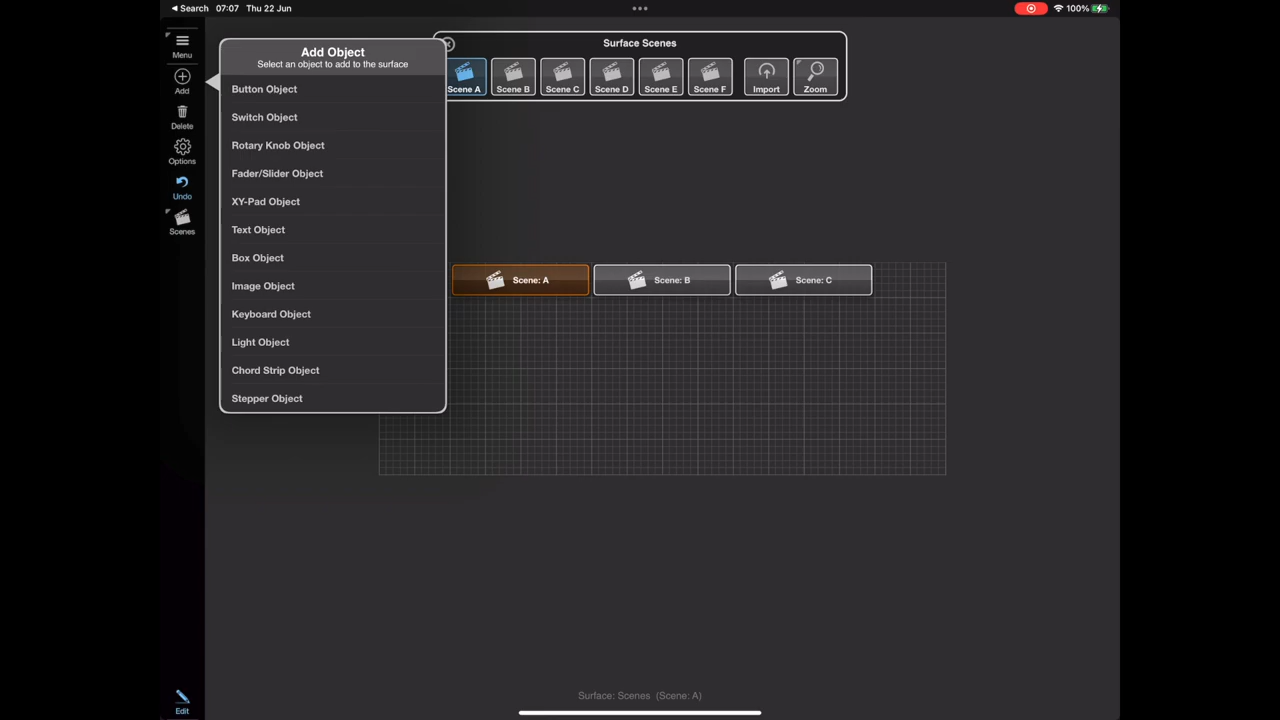 Search 07:07 Thu 22 Jun
100%
Menu
Add
Delete
Options
Undo
Scenes
Add Object
Select an object to add to the surface
Button Object
Switch Object
Rotary Knob Object
Fader/Slider Object
XY-Pad Object
Text Object
Box Object
Image Object
Keyboard Object
Light Object
Chord Strip Object
Stepper Object
Surface Scenes
Scene A
Scene B
Scene C
Scene D
Scene E
Scene F
Import
Zoom
Scene: A
Scene: B
Scene: C
Surface: Scenes (Scene: A)
Edit